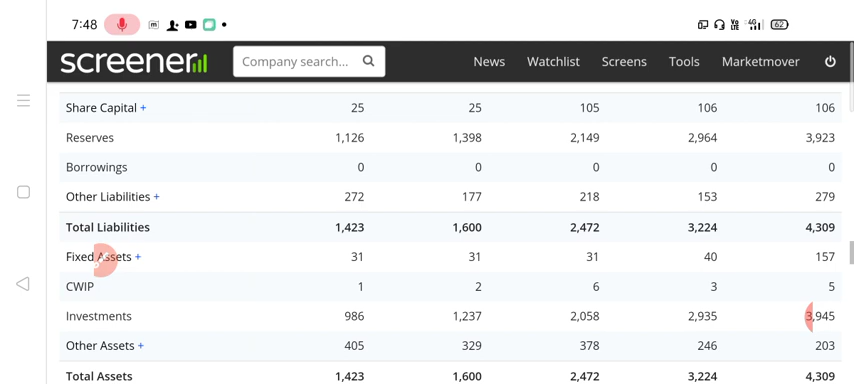 7:48 m Vo LTE 4G 62
screener Company search... News Watchlist Screens Tools Marketmover
Share Capital + 25 25 105 106 106
Reserves 1,126 1,398 2,149 2,964 3,923
Borrowings 0 0 0 0 0
Other Liabilities + 272 177 218 153 279
Total Liabilities 1,423 1,600 2,472 3,224 4,309
Fixed Assets + 31 31 31 40 157
CWIP 1 2 6 3 5
Investments 986 1,237 2,058 2,935 3,945
Other Assets + 405 329 378 246 203
Total Assets 1,423 1,600 2,472 3,224 4,309